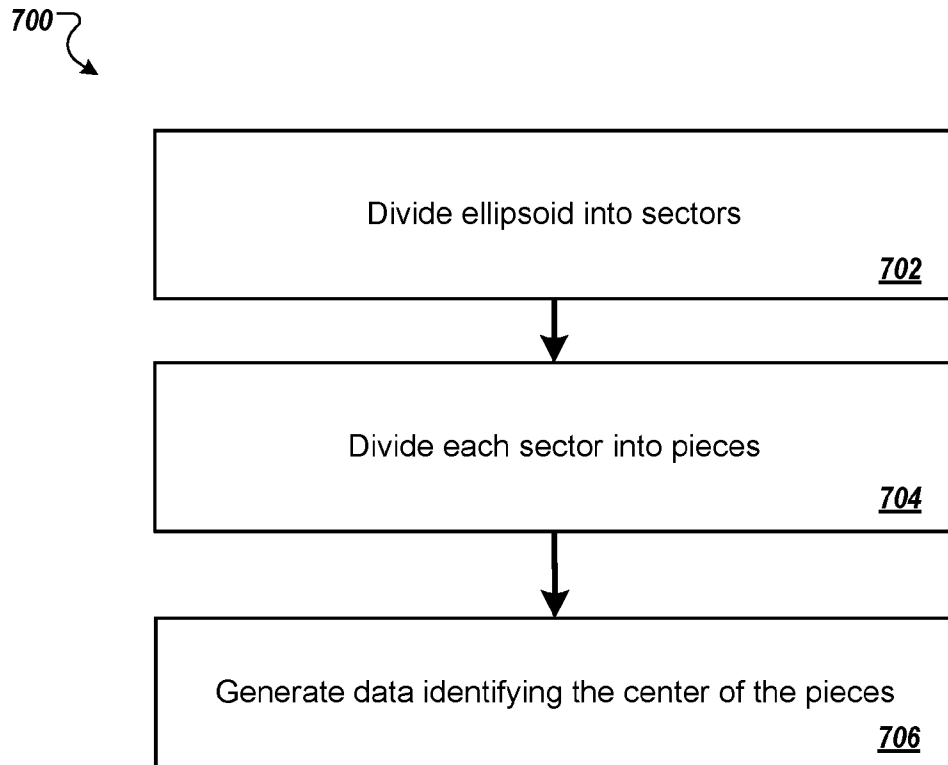 700
Divide ellipsoid into sectors
702
Divide each sector into pieces
704
Generate data identifying the center of the pieces
706